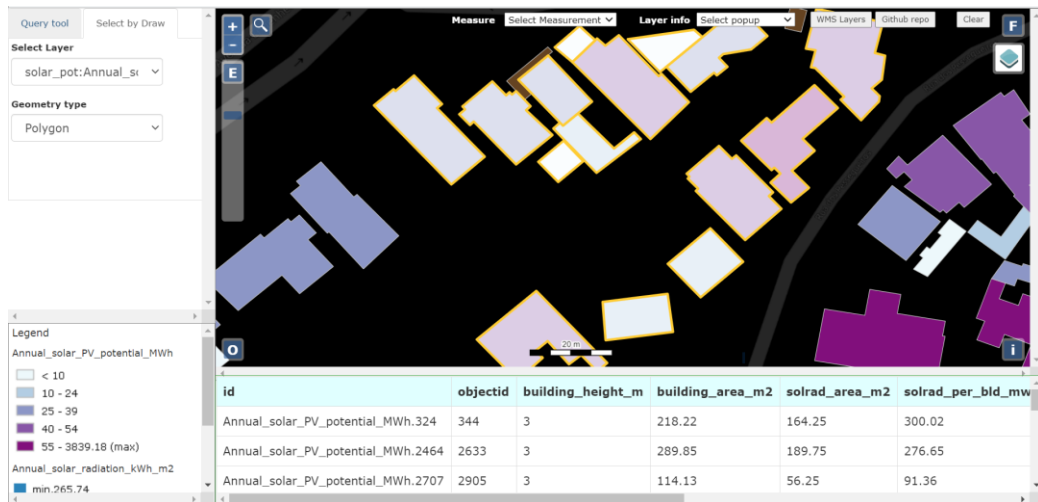 Query tool
Select by Draw
Select Layer
solar_pot:Annual_s
Geometry type
Polygon
+
−
E
O
Measure
Select Measurement
Layer info
Select popup
WMS Layers
Github repo
Clear
F
i
20 m
Legend
Annual_solar_PV_potential_MWh
< 10
10 - 24
25 - 39
40 - 54
55 - 3839.18 (max)
Annual_solar_radiation_kWh_m2
min.265.74
id objectid building_height_m building_area_m2 solrad_area_m2 solrad_per_bld_mw
Annual_solar_PV_potential_MWh.324 344 3 218.22 164.25 300.02
Annual_solar_PV_potential_MWh.2464 2633 3 289.85 189.75 276.65
Annual_solar_PV_potential_MWh.2707 2905 3 114.13 56.25 91.36